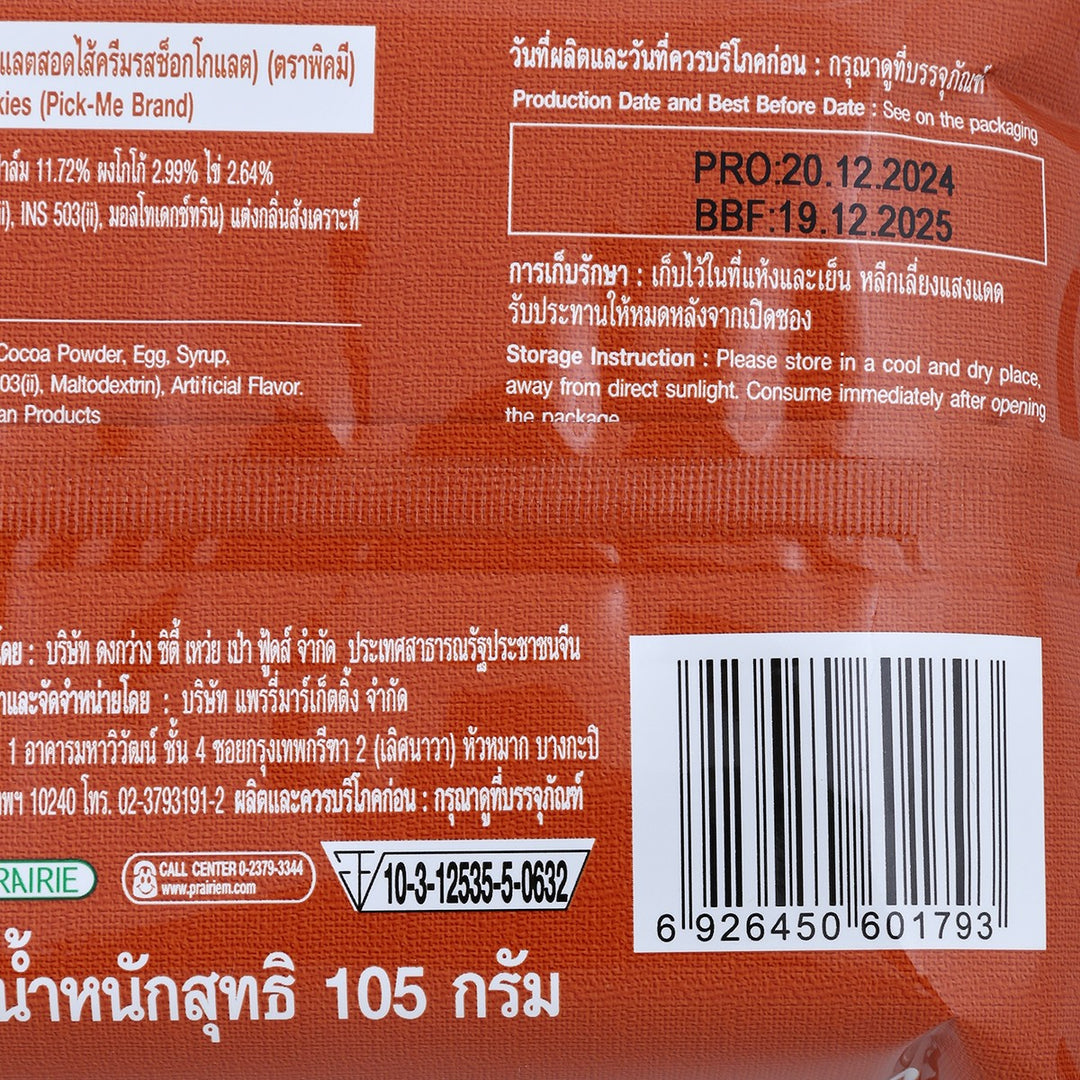 แลตสอดไส้ครีมรสช็อกโกแลต) (ตราพิคมี)
kies (Pick-Me Brand)
ปาล์ม 11.72% ผงโกโก้ 2.99% ไข่ 2.64%
INS 503(ii), มอลโทเดกซ์ทริน) แต่งกลิ่นสังเคราะห์
Cocoa Powder, Egg, Syrup,
03(ii), Maltodextrin), Artificial Flavor.
an Products
วันที่ผลิตและวันที่ควรบริโภคก่อน : กรุณาดูที่บรรจุภัณฑ์
Production Date and Best Before Date : See on the packaging
PRO:20.12.2024
BBF:19.12.2025
การเก็บรักษา : เก็บไว้ในที่แห้งและเย็น หลีกเลี่ยงแสงแดด
รับประทานให้หมดหลังจากเปิดซอง
Storage Instruction : Please store in a cool and dry place,
away from direct sunlight. Consume immediately after opening
the package
โดย : บริษัท ดงกว่าง ซิตี้ เหว่ย เป่า ฟู้ดส์ จำกัด ประเทศสาธารณรัฐประชาชนจีน
าและจัดจำหน่ายโดย : บริษัท แพรรี่มาร์เก็ตติ้ง จำกัด
1 อาคารมหาวิวัฒน์ ชั้น 4 ซอยกรุงเทพกรีฑา 2 (เลิศนาวา) หัวหมาก บางกะปิ
ทพฯ 10240 โทร. 02-3793191-2 ผลิตและควรบริโภคก่อน : กรุณาดูที่บรรจุภัณฑ์
RAIRIE
CALL CENTER 0-2379-3344
www.prairiem.com
10-3-12535-5-0632
น้ำหนักสุทธิ 105 กรัม
6 926450 601793